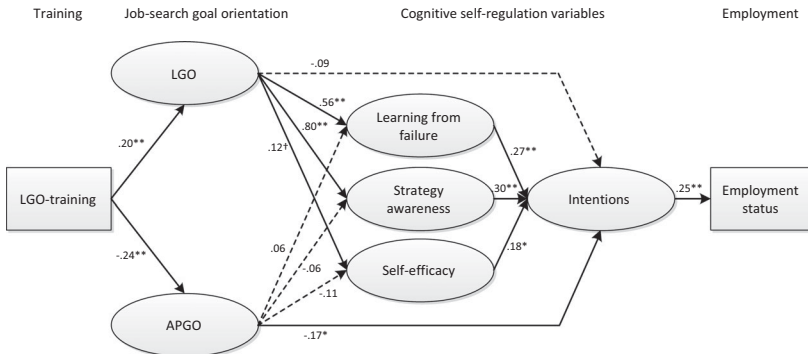 Training
Job-search goal orientation
Cognitive self-regulation variables
Employment
LGO
-.09
.56**
.80**
.12†
Learning from
failure
.20**
.27**
LGO-training
Strategy
awareness
.30**
Intentions
.25**
Employment
status
-.24**
.06
-.06
-.11
Self-efficacy
.18*
APGO
-.17*